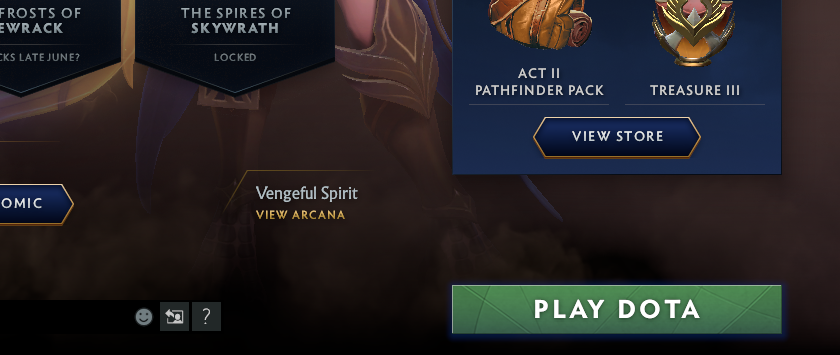 FROSTS OF
EWRACK
CKS LATE JUNE?
THE SPIRES OF
SKYWRATH
LOCKED
ACT II
PATHFINDER PACK
TREASURE III
VIEW STORE
OMIC
Vengeful Spirit
VIEW ARCANA
?
PLAY DOTA